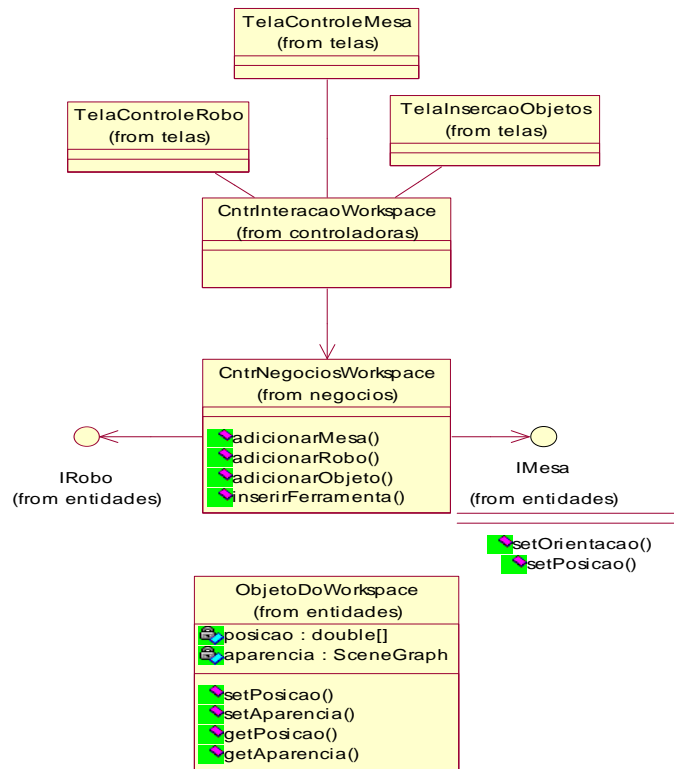 TelaControleMesa
(from telas)
TelaControleRobo
(from telas)
TelaInsercaoObjetos
(from telas)
CntrInteracaoWorkspace
(from controladoras)
CntrNegociosWorkspace
(from negocios)
adicionarMesa()
adicionarRobo()
adicionarObjeto()
inserirFerramenta()
IRobo
(from entidades)
IMesa
(from entidades)
setOrientacao()
setPosicao()
ObjetoDoWorkspace
(from entidades)
posicao : double[]
aparencia : SceneGraph
setPosicao()
setAparencia()
getPosicao()
getAparencia()